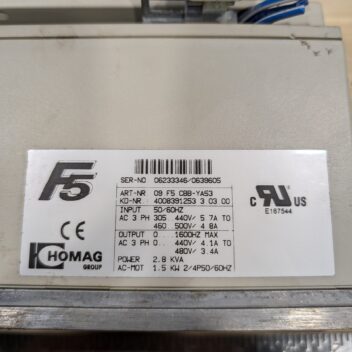 SER-NO 06233346/0639605
F5
ART-NR 09 F5 CBB-YA53
KD-NR 4008391253 3 03 00
INPUT 50/60HZ
AC 3 PH 305 440V/ 5.7A TO
460 500V/ 4.8A
OUTPUT 0 1600HZ MAX
AC 3 PH 0.. 440V/ 4.1A TO
480V/ 3.4A
POWER 2.8 KVA
AC-MOT 1.5 KW 2/4P50/60HZ
CE
HOMAG
GROUP
C RU US
E167544